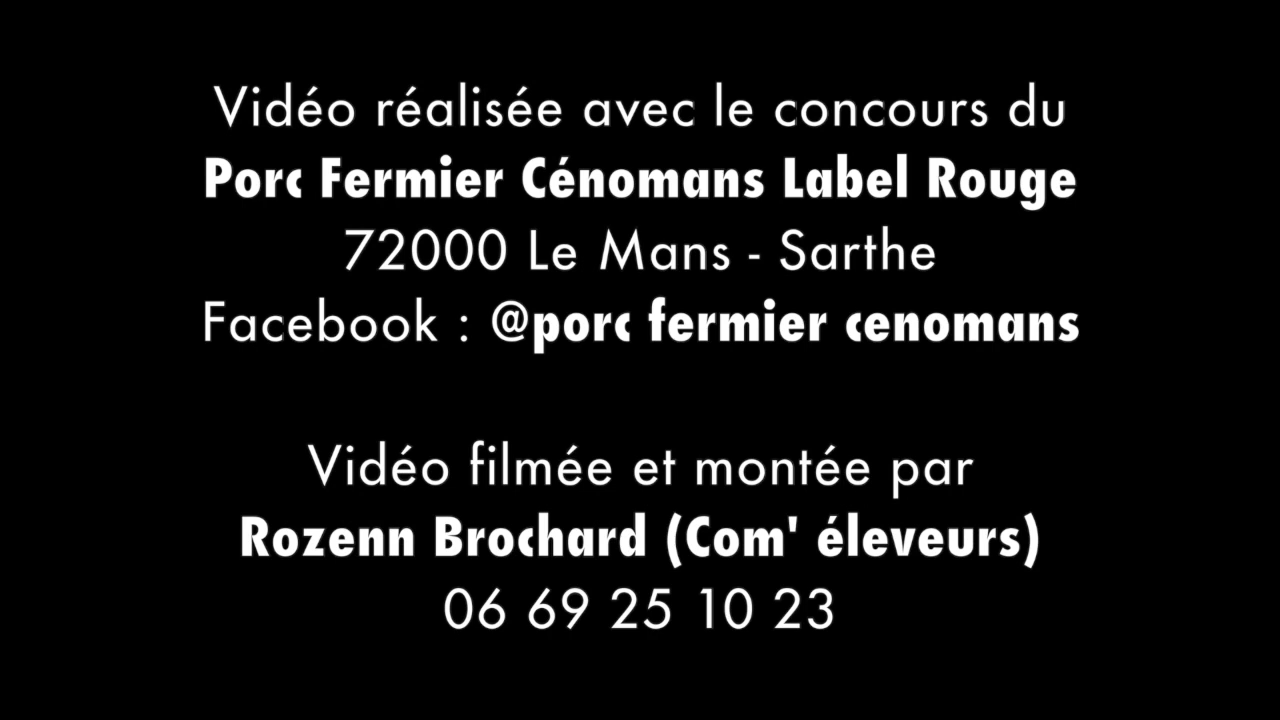 Vidéo réalisée avec le concours du
Porc Fermier Cénomans Label Rouge
72000 Le Mans - Sarthe
Facebook : @porc fermier cenomans
Vidéo filmée et montée par
Rozenn Brochard (Com' éleveurs)
06 69 25 10 23